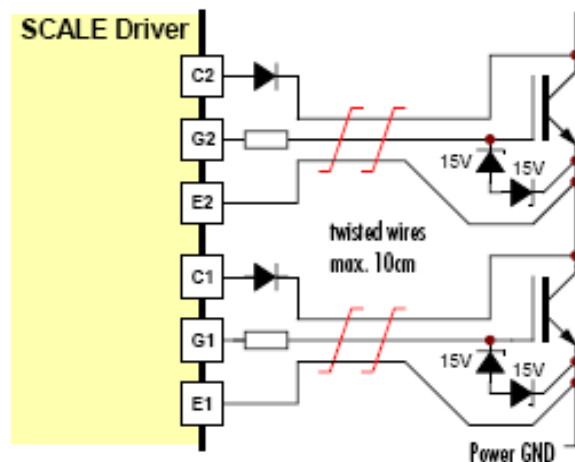 SCALE Driver
C2
G2
15V
15V
E2
twisted wires
max. 10cm
C1
G1
15V
15V
E1
Power GND